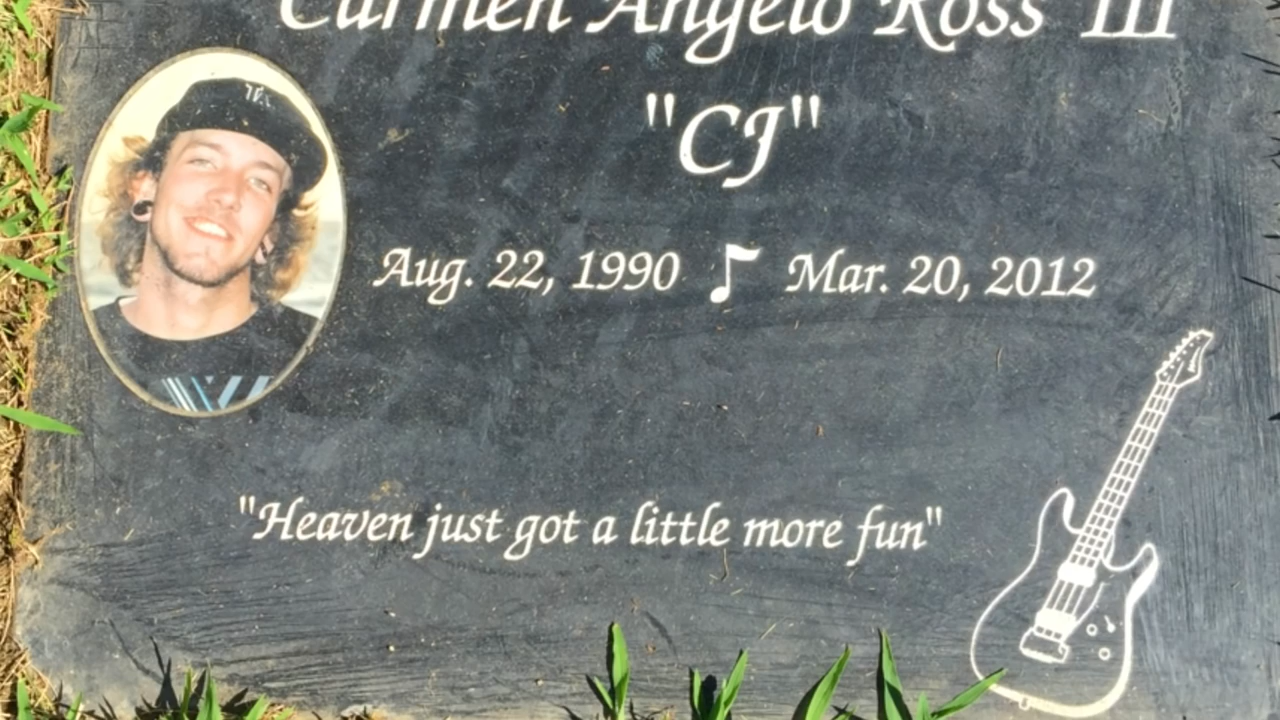 Carmen Angelo Ross III
"CJ"
Aug. 22, 1990 Mar. 20, 2012
"Heaven just got a little more fun"